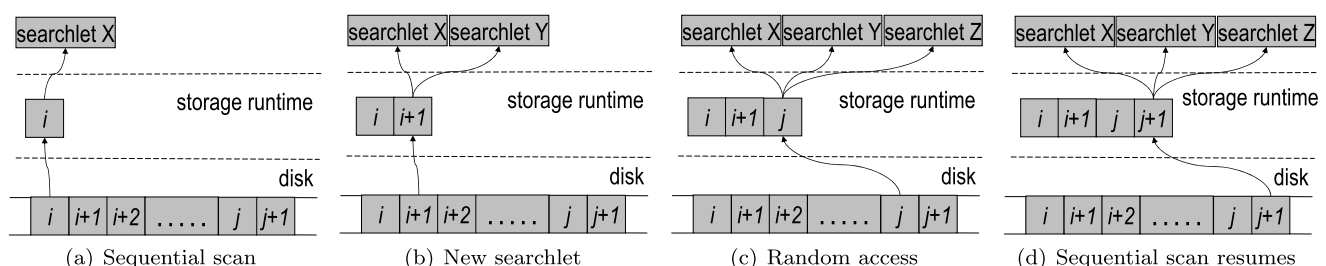 searchlet X
storage runtime
i
disk
i i+1 i+2 ..... j j+1
(a) Sequential scan
searchlet X searchlet Y
storage runtime
i i+1
disk
i i+1 i+2 ..... j j+1
(b) New searchlet
searchlet X searchlet Y searchlet Z
storage runtime
i i+1 j
disk
i i+1 i+2 ..... j j+1
(c) Random access
searchlet X searchlet Y searchlet Z
storage runtime
i i+1 j j+1
disk
i i+1 i+2 ..... j j+1
(d) Sequential scan resumes